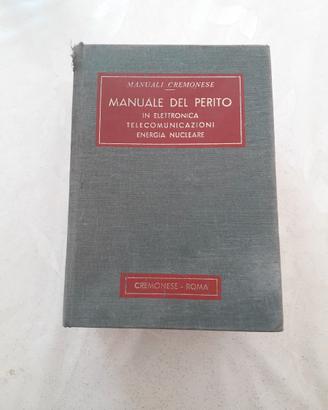 MANUALI CREMONESE
MANUALE DEL PERITO
IN ELETTRONICA
TELECOMUNICAZIONI
ENERGIA NUCLEARE
CREMONESE - ROMA